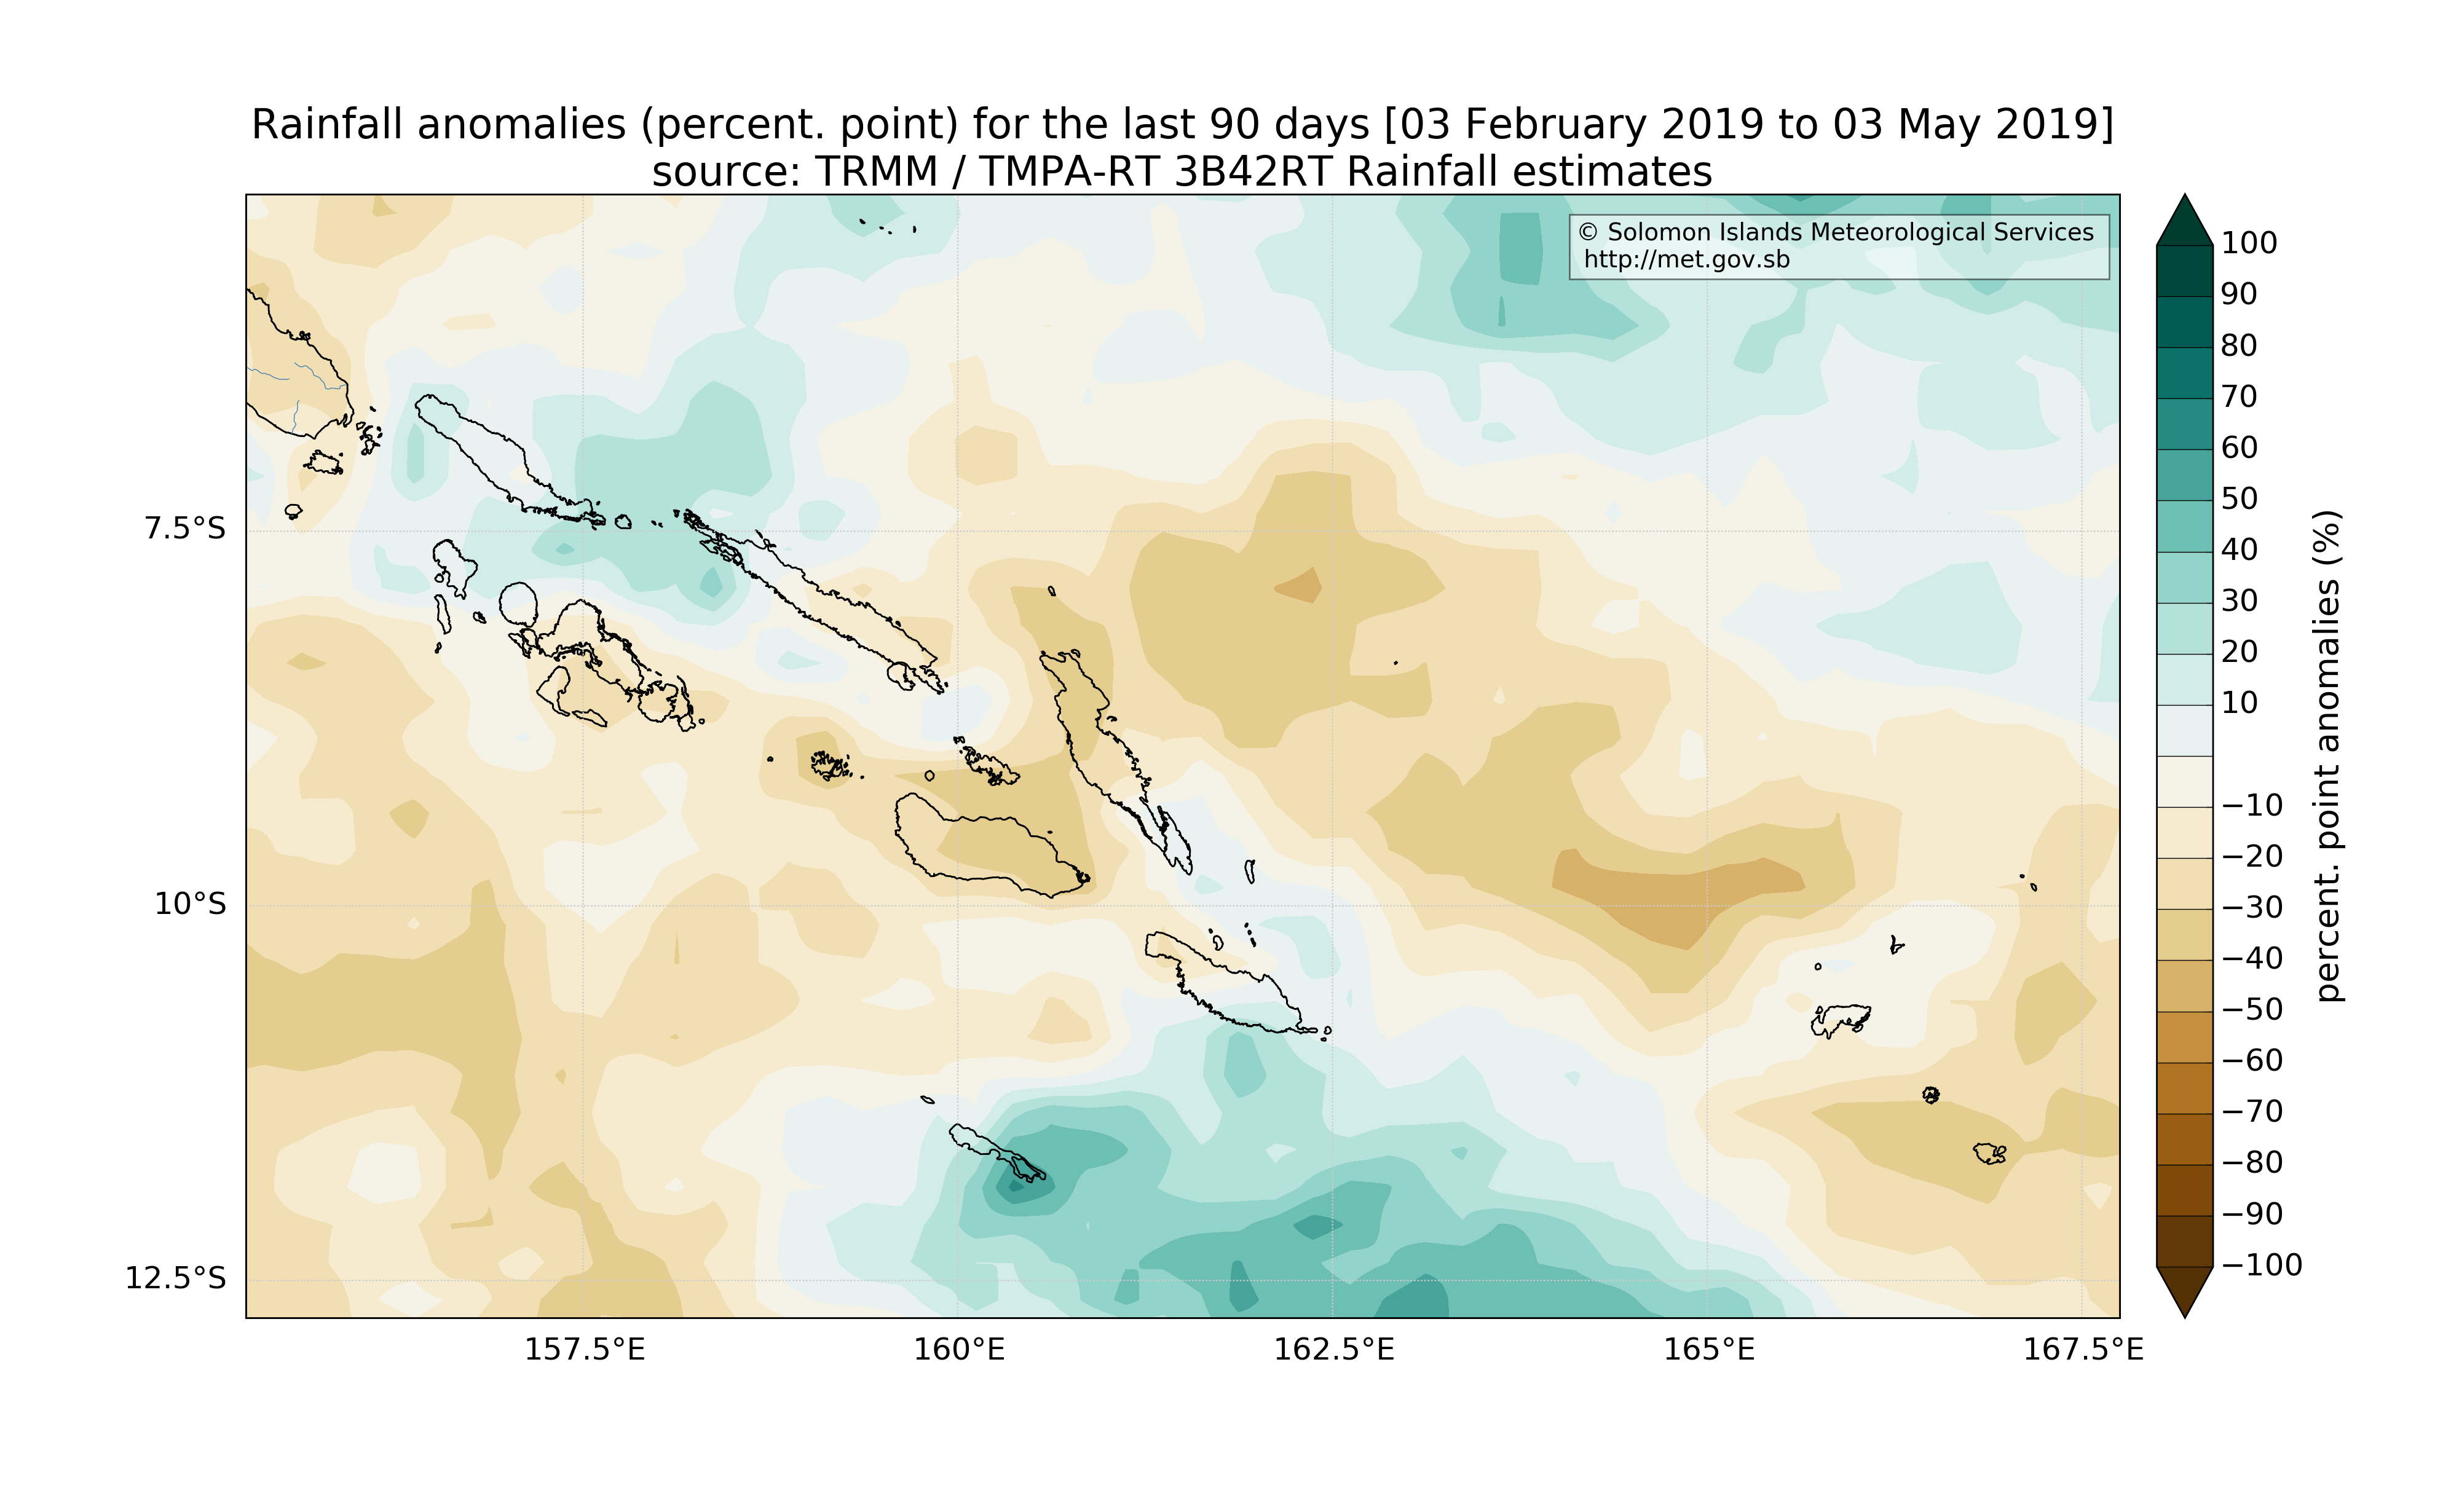 Rainfall anomalies (percent. point) for the last 90 days [03 February 2019 to 03 May 2019]
source: TRMM / TMPA-RT 3B42RT Rainfall estimates
© Solomon Islands Meteorological Services
http://met.gov.sb
7.5°S
10°S
12.5°S
157.5°E
160°E
162.5°E
165°E
167.5°E
100
90
80
70
60
50
40
30
20
10
−10
−20
−30
−40
−50
−60
−70
−80
−90
−100
percent. point anomalies (%)